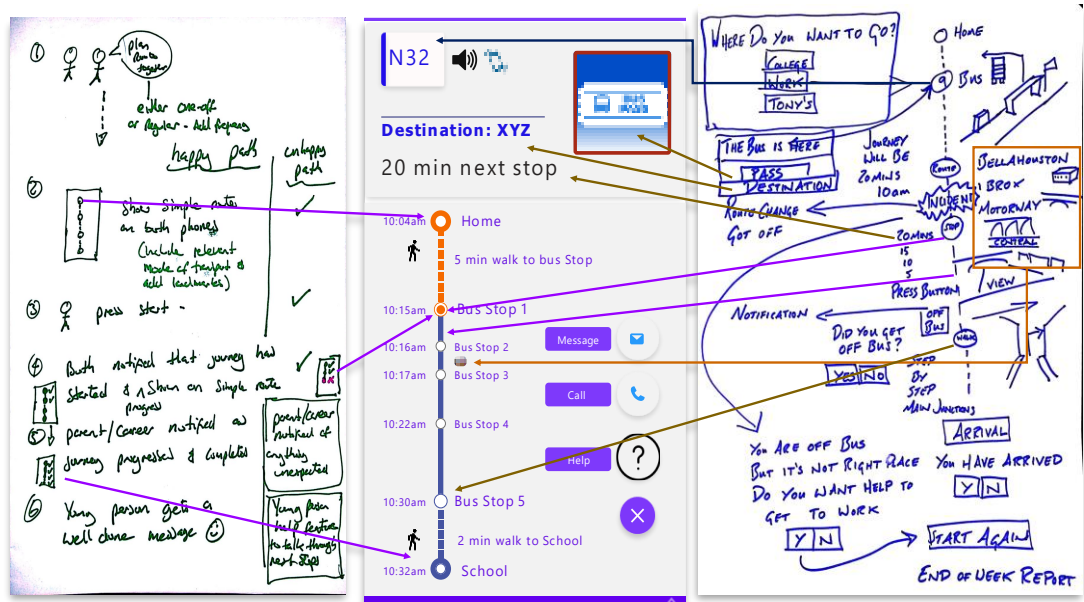 ①
plan
Route
together
either one-off
or Regular - Add frequency
happy path
unhappy
path
②
Show Simple route
on both phones
(Include relevant
Mode of transport &
add landmarks)
③
press start -
④
Both notified that journey had
Started & Shown on Simple route
progress
⑤
parent/Career notified as
Journey progressed & Completed
parent/career
notified of
anything
unexpected
⑥
Young person gets a
well done message
Young person
help feature
to talk through
next steps
N32
BUS
PASS
Destination: XYZ
20 min next stop
10:04am
Home
5 min walk to bus Stop
10:15am
Bus Stop 1
10:16am
Bus Stop 2
10:17am
Bus Stop 3
10:22am
Bus Stop 4
10:30am
Bus Stop 5
2 min walk to School
10:32am
School
Message
Call
Help
?
WHERE DO YOU WANT TO GO?
COLLEGE
WORK
TONY'S
HOME
9
BUS
THE BUS IS HERE
PASS
DESTINATION
JOURNEY
WILL BE
20MINS
10am
ROUTE
INCIDENT
ROUTE CHANGE
GOT OFF
STOP
BELLAHOUSTON
BROX
MOTORWAY
CENTRAL
20MINS
15
10
5
PRESS BUTTON
VIEW
NOTIFICATION
OFF
BUS
DID YOU GET
OFF BUS?
YES NO
WALK
STEP
BY
STEP
MAIN JUNCTIONS
ARRIVAL
YOU HAVE ARRIVED
Y N
YOU ARE OFF BUS
BUT IT'S NOT RIGHT PLACE
DO YOU WANT HELP TO
GET TO WORK
Y N
START AGAIN
END OF WEEK REPORT